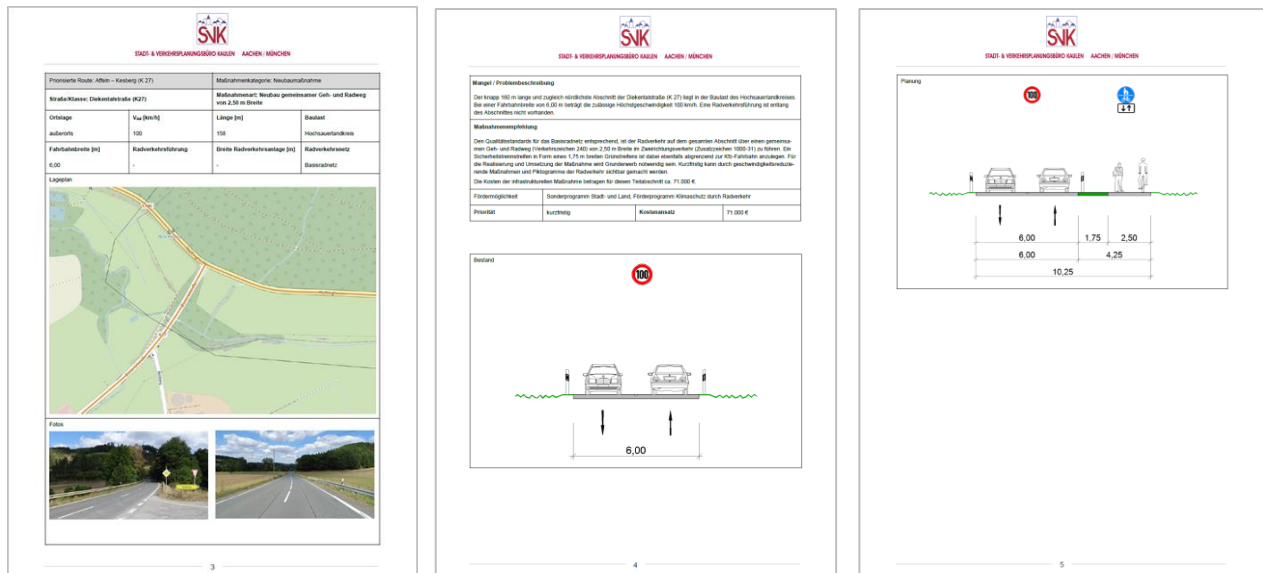 SVK
STADT- & VERKEHRSPLANUNGSBÜRO KAULEN AACHEN / MÜNCHEN
Priorisierte Route: Affeln – Kesberg (K 27)
Maßnahmenkategorie: Neubaumaßnahme
Straße/Klasse: Diekentalstraße (K27)
Maßnahmenart: Neubau gemeinsamer Geh- und Radweg
von 2,50 m Breite
Ortslage
Vzul [km/h]
Länge [m]
Baulast
außerorts
100
158
Hochsauerlandkreis
Fahrbahnbreite [m]
Radverkehrsführung
Breite Radverkehrsanlage [m]
Radverkehrsnetz
6,00
-
-
Basisradnetz
Lageplan
Fotos
3
SVK
STADT- & VERKEHRSPLANUNGSBÜRO KAULEN AACHEN / MÜNCHEN
Mangel / Problembeschreibung
Der knapp 160 m lange und zugleich nördlichste Abschnitt der Diekentalstraße (K 27) liegt in der Baulast des Hochsauerlandkreises.
Bei einer Fahrbahnbreite von 6,00 m beträgt die zulässige Höchstgeschwindigkeit 100 km/h. Eine Radverkehrsführung ist entlang
des Abschnittes nicht vorhanden.
Maßnahmenempfehlung
Den Qualitätsstandards für das Basisradnetz entsprechend, ist der Radverkehr auf dem gesamten Abschnitt über einen gemeinsa-
men Geh- und Radweg (Verkehrszeichen 240) von 2,50 m Breite im Zweirichtungsverkehr (Zusatzzeichen 1000-31) zu führen. Ein
Sicherheitstrennstreifen in Form eines 1,75 m breiten Grünstreifens ist dabei ebenfalls abgrenzend zur Kfz-Fahrbahn anzulegen. Für
die Realisierung und Umsetzung der Maßnahme wird Grunderwerb notwendig sein. Kurzfristig kann durch geschwindigkeitsreduzie-
rende Maßnahmen und Piktogramme der Radverkehr sichtbar gemacht werden.
Die Kosten der infrastrukturellen Maßnahme betragen für diesen Teilabschnitt ca. 71.000 €.
Fördermöglichkeit
Sonderprogramm Stadt- und Land, Förderprogramm Klimaschutz durch Radverkehr
Priorität
kurzfristig
Kostenansatz
71.000 €
Bestand
100
6,00
4
SVK
STADT- & VERKEHRSPLANUNGSBÜRO KAULEN AACHEN / MÜNCHEN
Planung
100
6,00
1,75
2,50
6,00
4,25
10,25
5